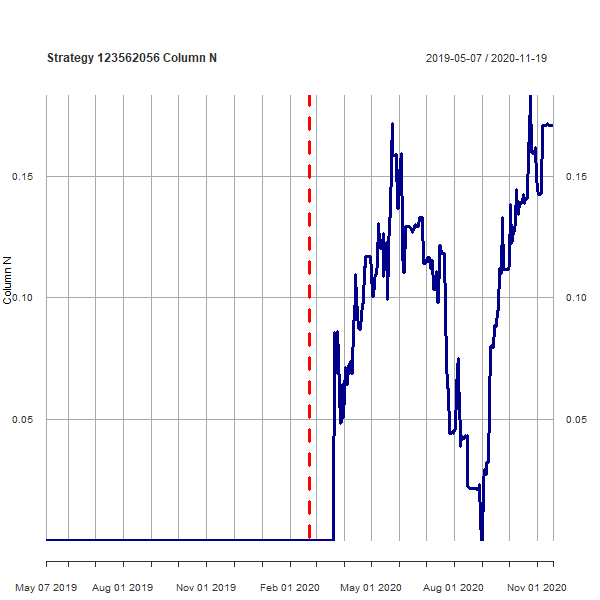 Strategy 123562056 Column N
2019-05-07 / 2020-11-19
0.15
0.15
Column N
0.10
0.10
0.05
0.05
May 07 2019
Aug 01 2019
Nov 01 2019
Feb 01 2020
May 01 2020
Aug 01 2020
Nov 01 2020